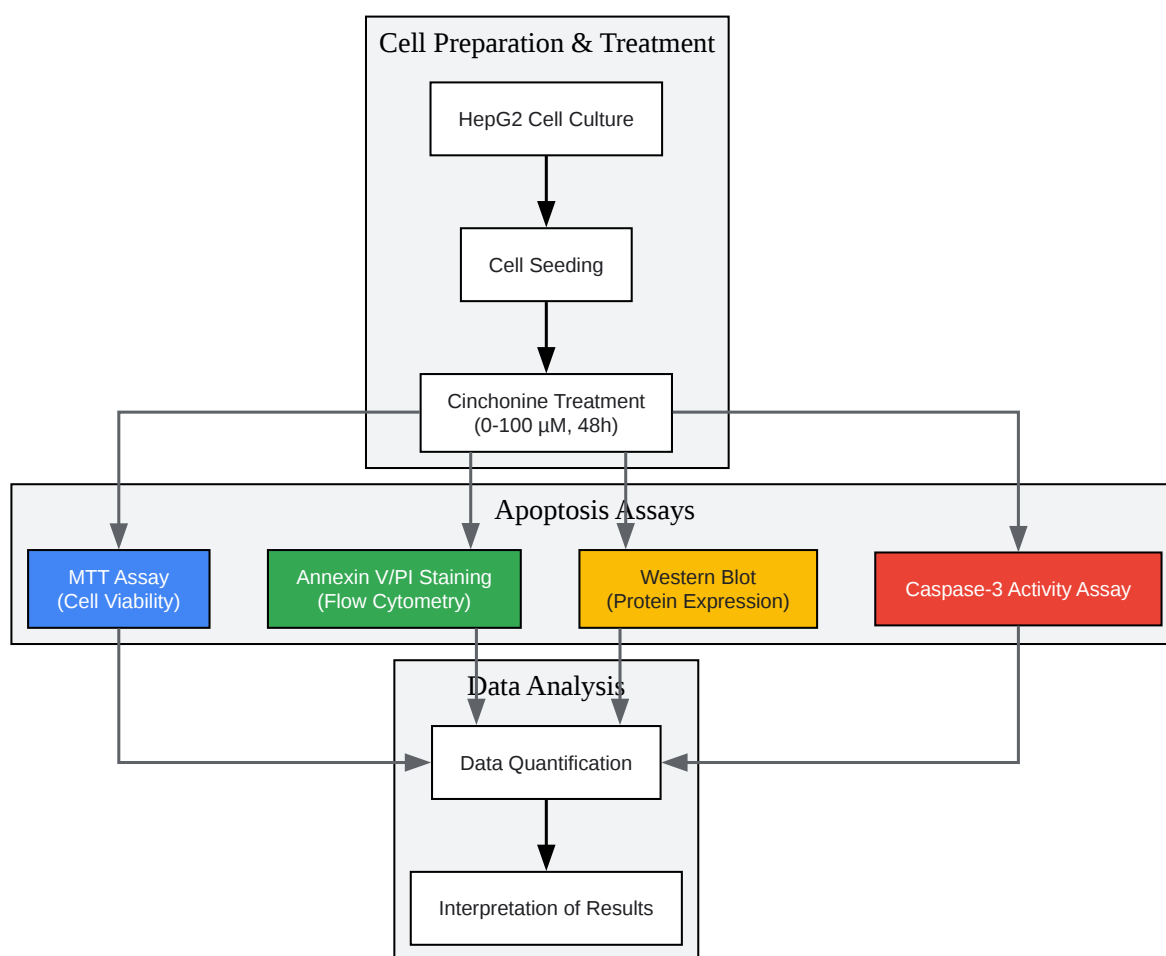 Cell Preparation & Treatment
HepG2 Cell Culture
Cell Seeding
Cinchonine Treatment
(0-100 µM, 48h)
Apoptosis Assays
MTT Assay
(Cell Viability)
Annexin V/PI Staining
(Flow Cytometry)
Western Blot
(Protein Expression)
Caspase-3 Activity Assay
Data Analysis
Data Quantification
Interpretation of Results